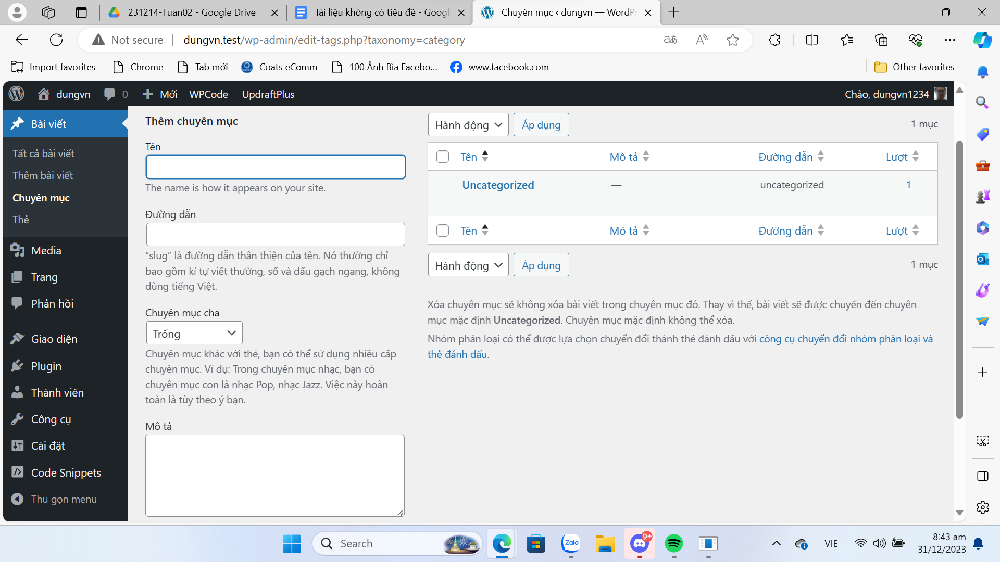 231214-Tuan02 - Google Drive
Tài liệu không có tiêu đề - Googl
Chuyên mục ‹ dungvn — WordPr
Not secure
dungvn.test/wp-admin/edit-tags.php?taxonomy=category
Import favorites
Chrome
Tab mới
Coats eComm
100 Ảnh Bìa Facebo...
www.facebook.com
Other favorites
dungvn
0
Mới
WPCode
UpdraftPlus
Chào, dungvn1234
Bài viết
Tất cả bài viết
Thêm bài viết
Chuyên mục
Thẻ
Media
Trang
Phản hồi
Giao diện
Plugin
Thành viên
Công cụ
Cài đặt
Code Snippets
Thu gọn menu
Thêm chuyên mục
Tên
The name is how it appears on your site.
Đường dẫn
“slug” là đường dẫn thân thiện của tên. Nó thường chỉ
bao gồm kí tự viết thường, số và dấu gạch ngang, không
dùng tiếng Việt.
Chuyên mục cha
Trống
Chuyên mục khác với thẻ, bạn có thể sử dụng nhiều cấp
chuyên mục. Ví dụ: Trong chuyên mục nhạc, bạn có
chuyên mục con là nhạc Pop, nhạc Jazz. Việc này hoàn
toàn là tùy theo ý bạn.
Mô tả
Hành động
Áp dụng
1 mục
Tên
Mô tả
Đường dẫn
Lượt
Uncategorized
—
uncategorized
1
Tên
Mô tả
Đường dẫn
Lượt
Hành động
Áp dụng
1 mục
Xóa chuyên mục sẽ không xóa bài viết trong chuyên mục đó. Thay vì thế, bài viết sẽ được chuyển đến chuyên
mục mặc định Uncategorized. Chuyên mục mặc định không thể xóa.
Nhóm phân loại có thể được lựa chọn chuyển đổi thành thẻ đánh dấu với công cụ chuyển đổi nhóm phân loại và
thẻ đánh dấu.
Search
Zalo
9+
VIE
8:43 am
31/12/2023